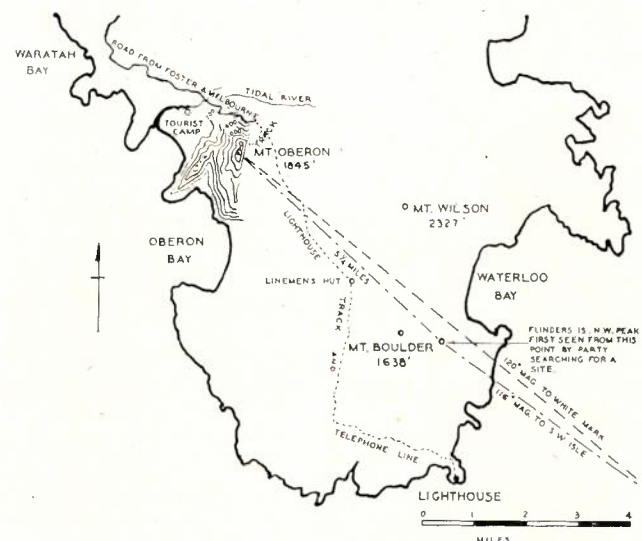 WARATAH
BAY
ROAD FROM FOSTER & MELBOURNE
TIDAL RIVER
TOURIST
CAMP
TRACK
MT OBERON
1845'
MT. WILSON
2327'
OBERON
BAY
LIGHTHOUSE
5¼ MILES
LINEMEN'S HUT
WATERLOO
BAY
TRACK
AND
TELEPHONE LINE
MT. BOULDER
1638'
FLINDERS IS. N.W. PEAK
FIRST SEEN FROM THIS
POINT BY PARTY
SEARCHING FOR A
SITE.
120° MAG. TO WHITE MARK
116° MAG. TO S W ISLE
LIGHTHOUSE
0 1 2 3 4
MILES